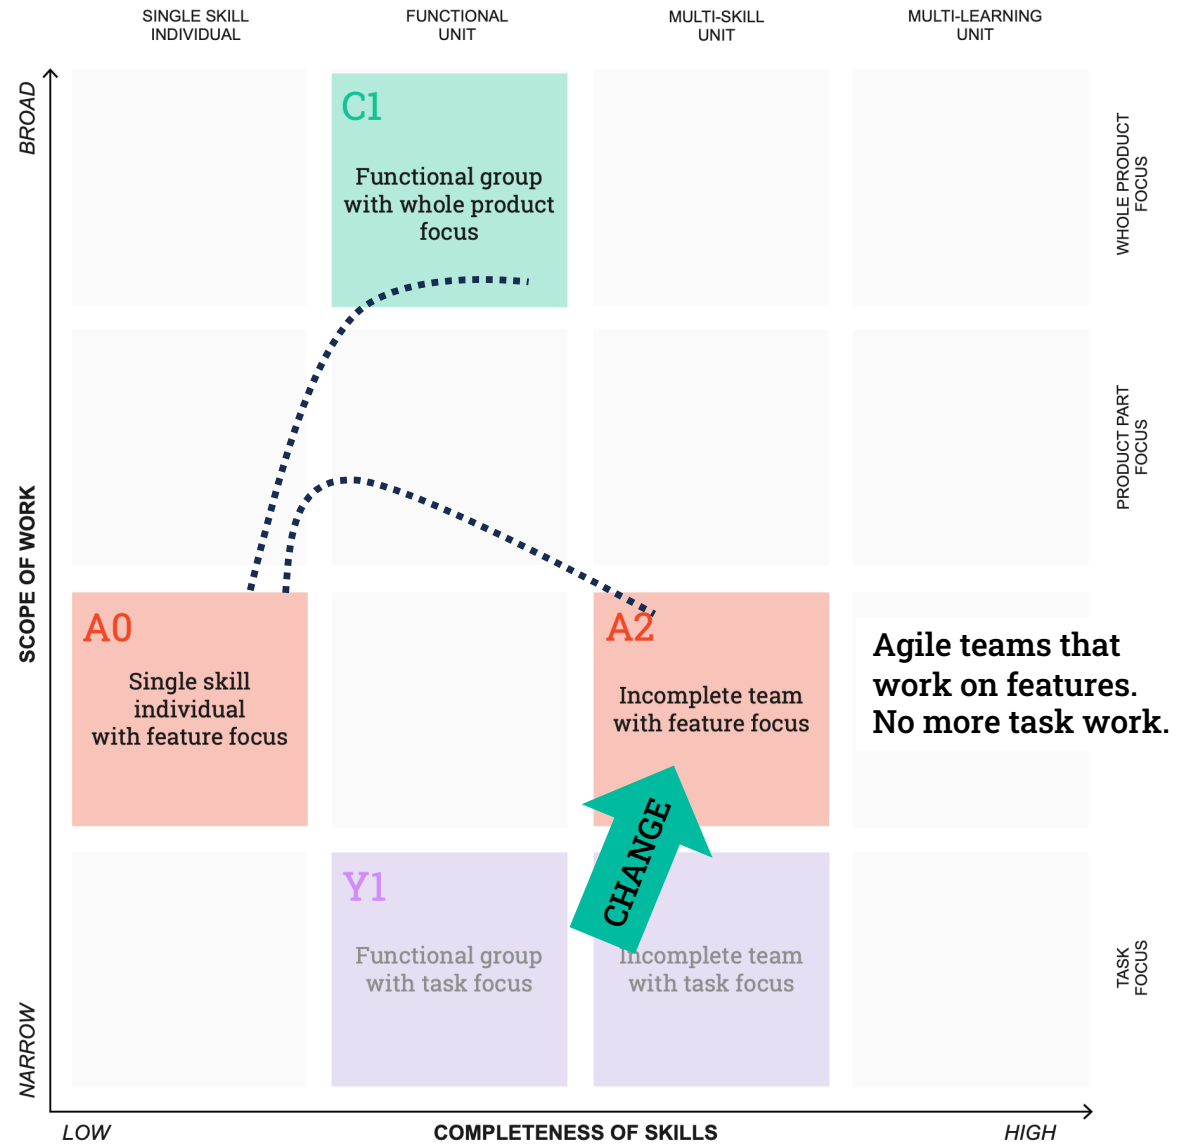 SINGLE SKILL
INDIVIDUAL
FUNCTIONAL
UNIT
MULTI-SKILL
UNIT
MULTI-LEARNING
UNIT
BROAD
SCOPE OF WORK
NARROW
C1
Functional group
with whole product
focus
WHOLE PRODUCT
FOCUS
PRODUCT PART
FOCUS
A0
Single skill
individual
with feature focus
A2
Incomplete team
with feature focus
Agile teams that
work on features.
No more task work.
CHANGE
Y1
Functional group
with task focus
Incomplete team
with task focus
TASK
FOCUS
LOW
COMPLETENESS OF SKILLS
HIGH